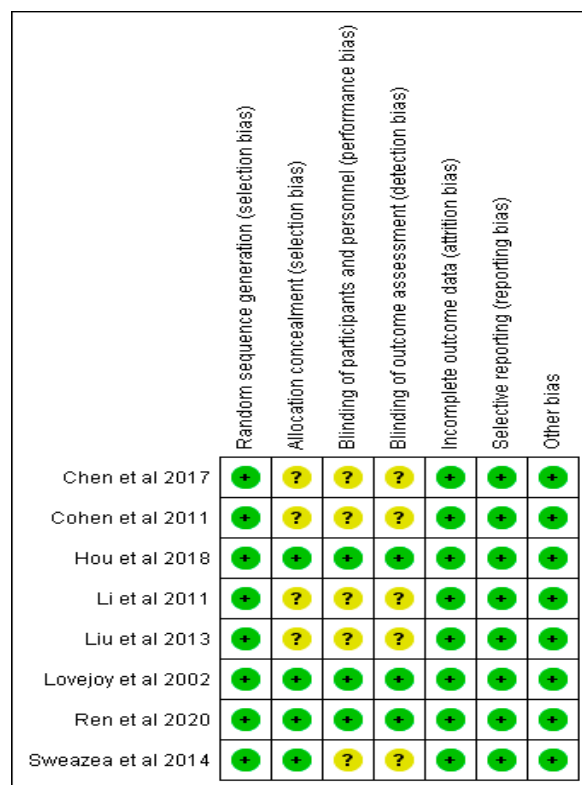 Random sequence generation (selection bias)
Allocation concealment (selection bias)
Blinding of participants and personnel (performance bias)
Blinding of outcome assessment (detection bias)
Incomplete outcome data (attrition bias)
Selective reporting (reporting bias)
Other bias
Chen et al 2017 + ? ? ? + + +
Cohen et al 2011 + ? ? ? + + +
Hou et al 2018 + + + + + + +
Li et al 2011 + ? ? ? + + +
Liu et al 2013 + ? ? ? + + +
Lovejoy et al 2002 + + + + + + +
Ren et al 2020 + + + + + + +
Sweazea et al 2014 + + ? ? + + +